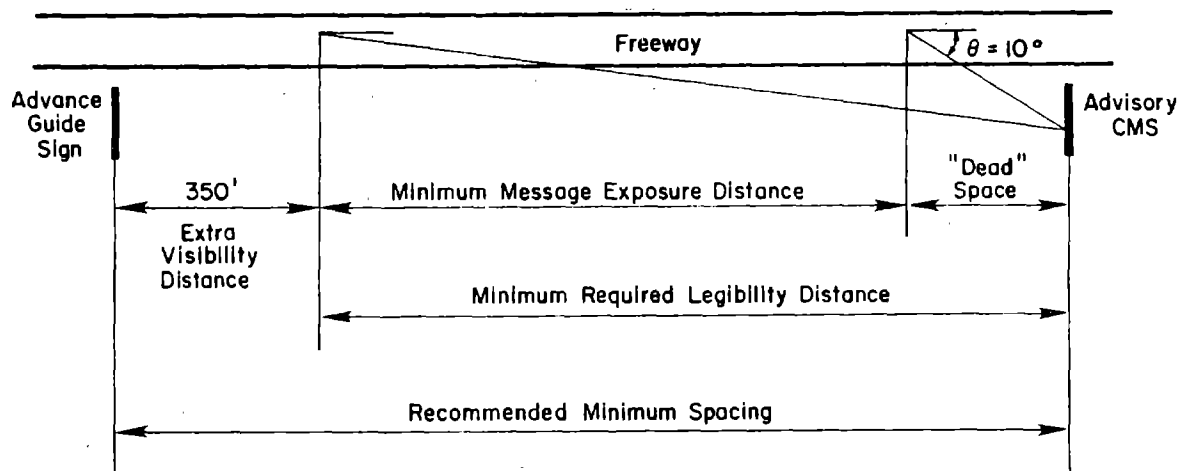 Freeway
θ = 10°
Advance
Guide
Sign
Advisory
CMS
350'
Extra
Visibility
Distance
Minimum Message Exposure Distance
"Dead"
Space
Minimum Required Legibility Distance
Recommended Minimum Spacing